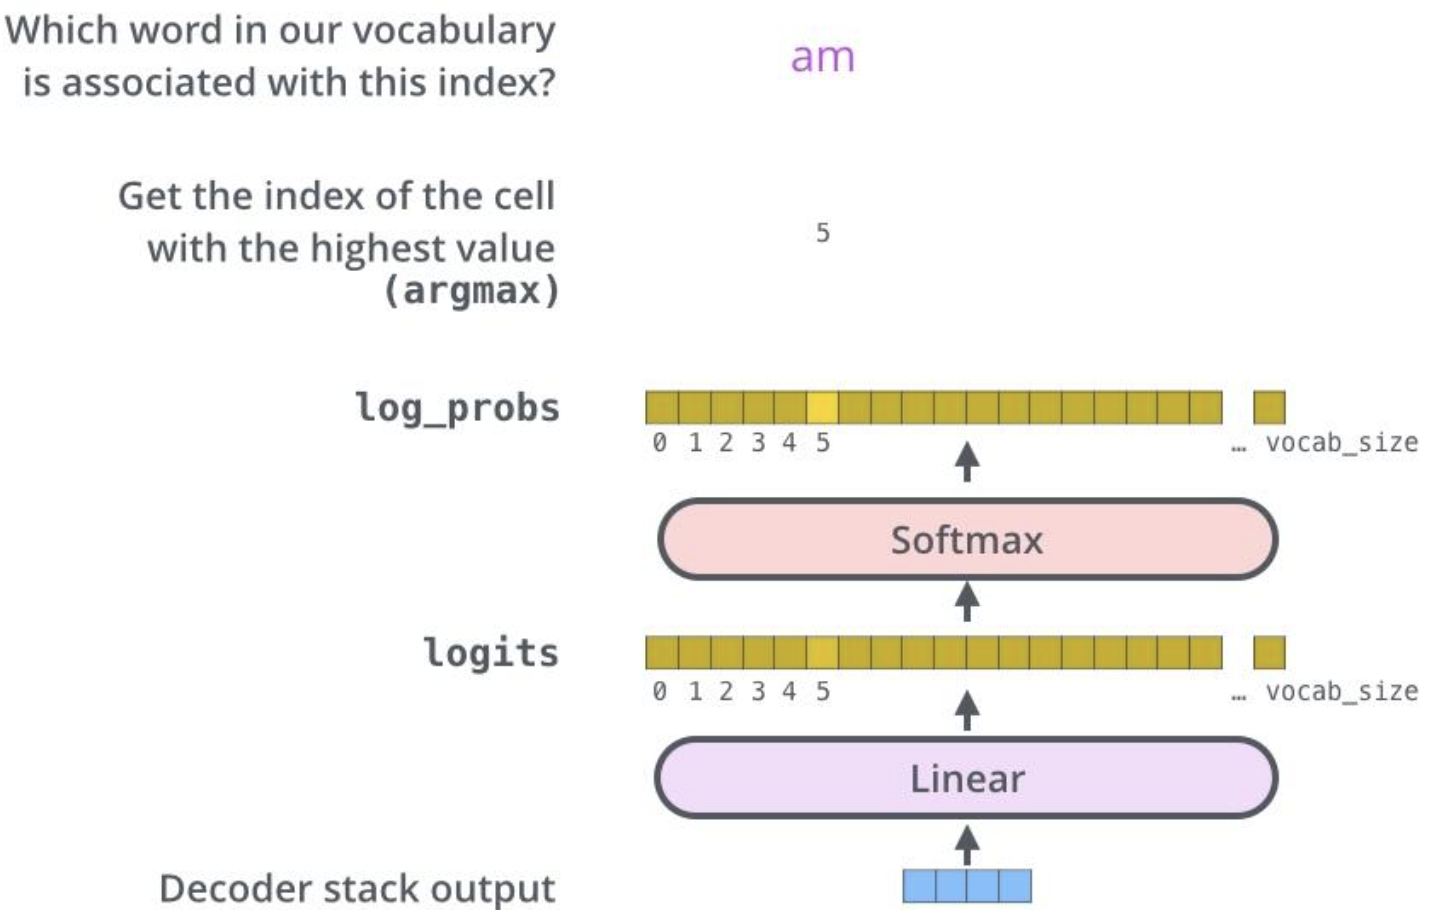 Which word in our vocabulary
is associated with this index?
am
Get the index of the cell
with the highest value
(argmax)
5
log_probs
0 1 2 3 4 5 … vocab_size
Softmax
logits
0 1 2 3 4 5 … vocab_size
Linear
Decoder stack output